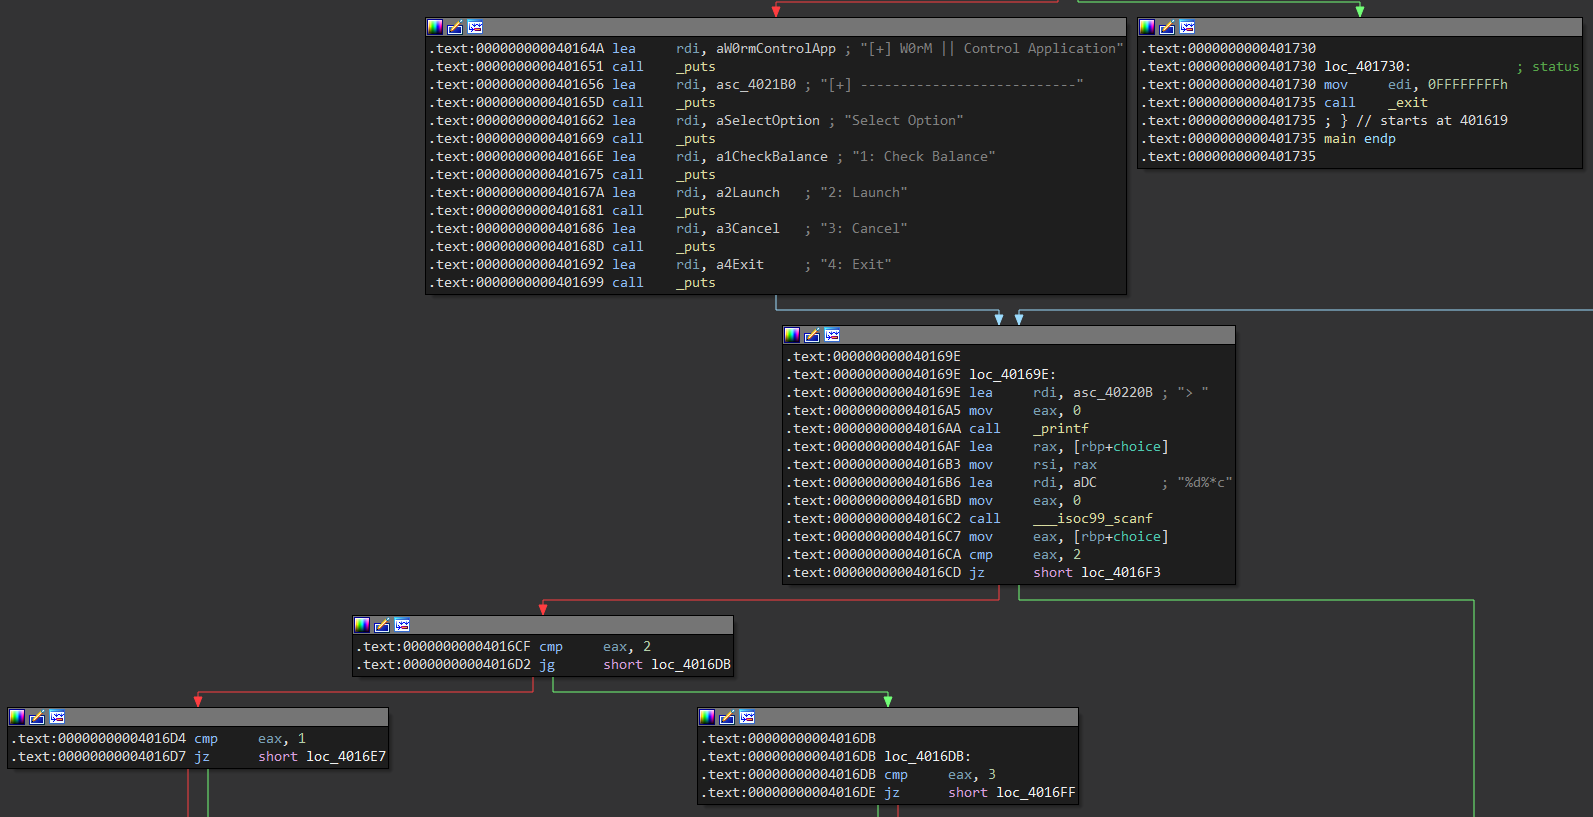 .text:000000000040164A lea rdi, aW0rmControlApp ; "[+] W0rM || Control Application"
.text:0000000000401651 call _puts
.text:0000000000401656 lea rdi, asc_4021B0 ; "[+] ---------------------------"
.text:000000000040165D call _puts
.text:0000000000401662 lea rdi, aSelectOption ; "Select Option"
.text:0000000000401669 call _puts
.text:000000000040166E lea rdi, a1CheckBalance ; "1: Check Balance"
.text:0000000000401675 call _puts
.text:000000000040167A lea rdi, a2Launch ; "2: Launch"
.text:0000000000401681 call _puts
.text:0000000000401686 lea rdi, a3Cancel ; "3: Cancel"
.text:000000000040168D call _puts
.text:0000000000401692 lea rdi, a4Exit ; "4: Exit"
.text:0000000000401699 call _puts
.text:0000000000401730
.text:0000000000401730 loc_401730: ; status
.text:0000000000401730 mov edi, 0FFFFFFFFh
.text:0000000000401735 call _exit
.text:0000000000401735 ; } // starts at 401619
.text:0000000000401735 main endp
.text:0000000000401735
.text:000000000040169E
.text:000000000040169E loc_40169E:
.text:000000000040169E lea rdi, asc_40220B ; "> "
.text:00000000004016A5 mov eax, 0
.text:00000000004016AA call _printf
.text:00000000004016AF lea rax, [rbp+choice]
.text:00000000004016B3 mov rsi, rax
.text:00000000004016B6 lea rdi, aDC ; "%d%*c"
.text:00000000004016BD mov eax, 0
.text:00000000004016C2 call ___isoc99_scanf
.text:00000000004016C7 mov eax, [rbp+choice]
.text:00000000004016CA cmp eax, 2
.text:00000000004016CD jz short loc_4016F3
.text:00000000004016CF cmp eax, 2
.text:00000000004016D2 jg short loc_4016DB
.text:00000000004016D4 cmp eax, 1
.text:00000000004016D7 jz short loc_4016E7
.text:00000000004016DB
.text:00000000004016DB loc_4016DB:
.text:00000000004016DB cmp eax, 3
.text:00000000004016DE jz short loc_4016FF